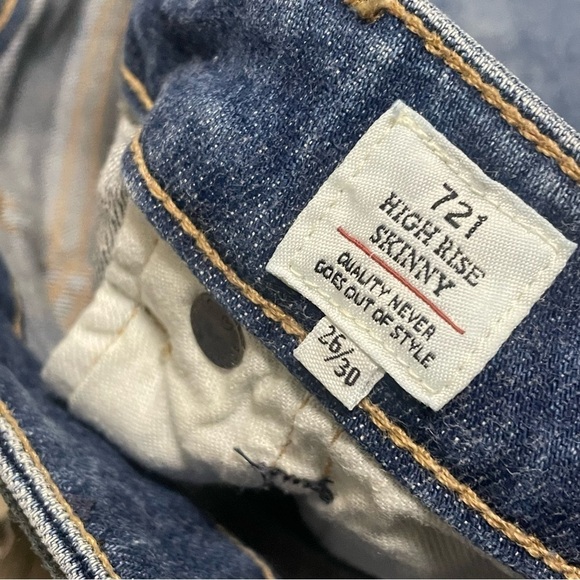 721
HIGH RISE
SKINNY
QUALITY NEVER
GOES OUT OF STYLE
26/30